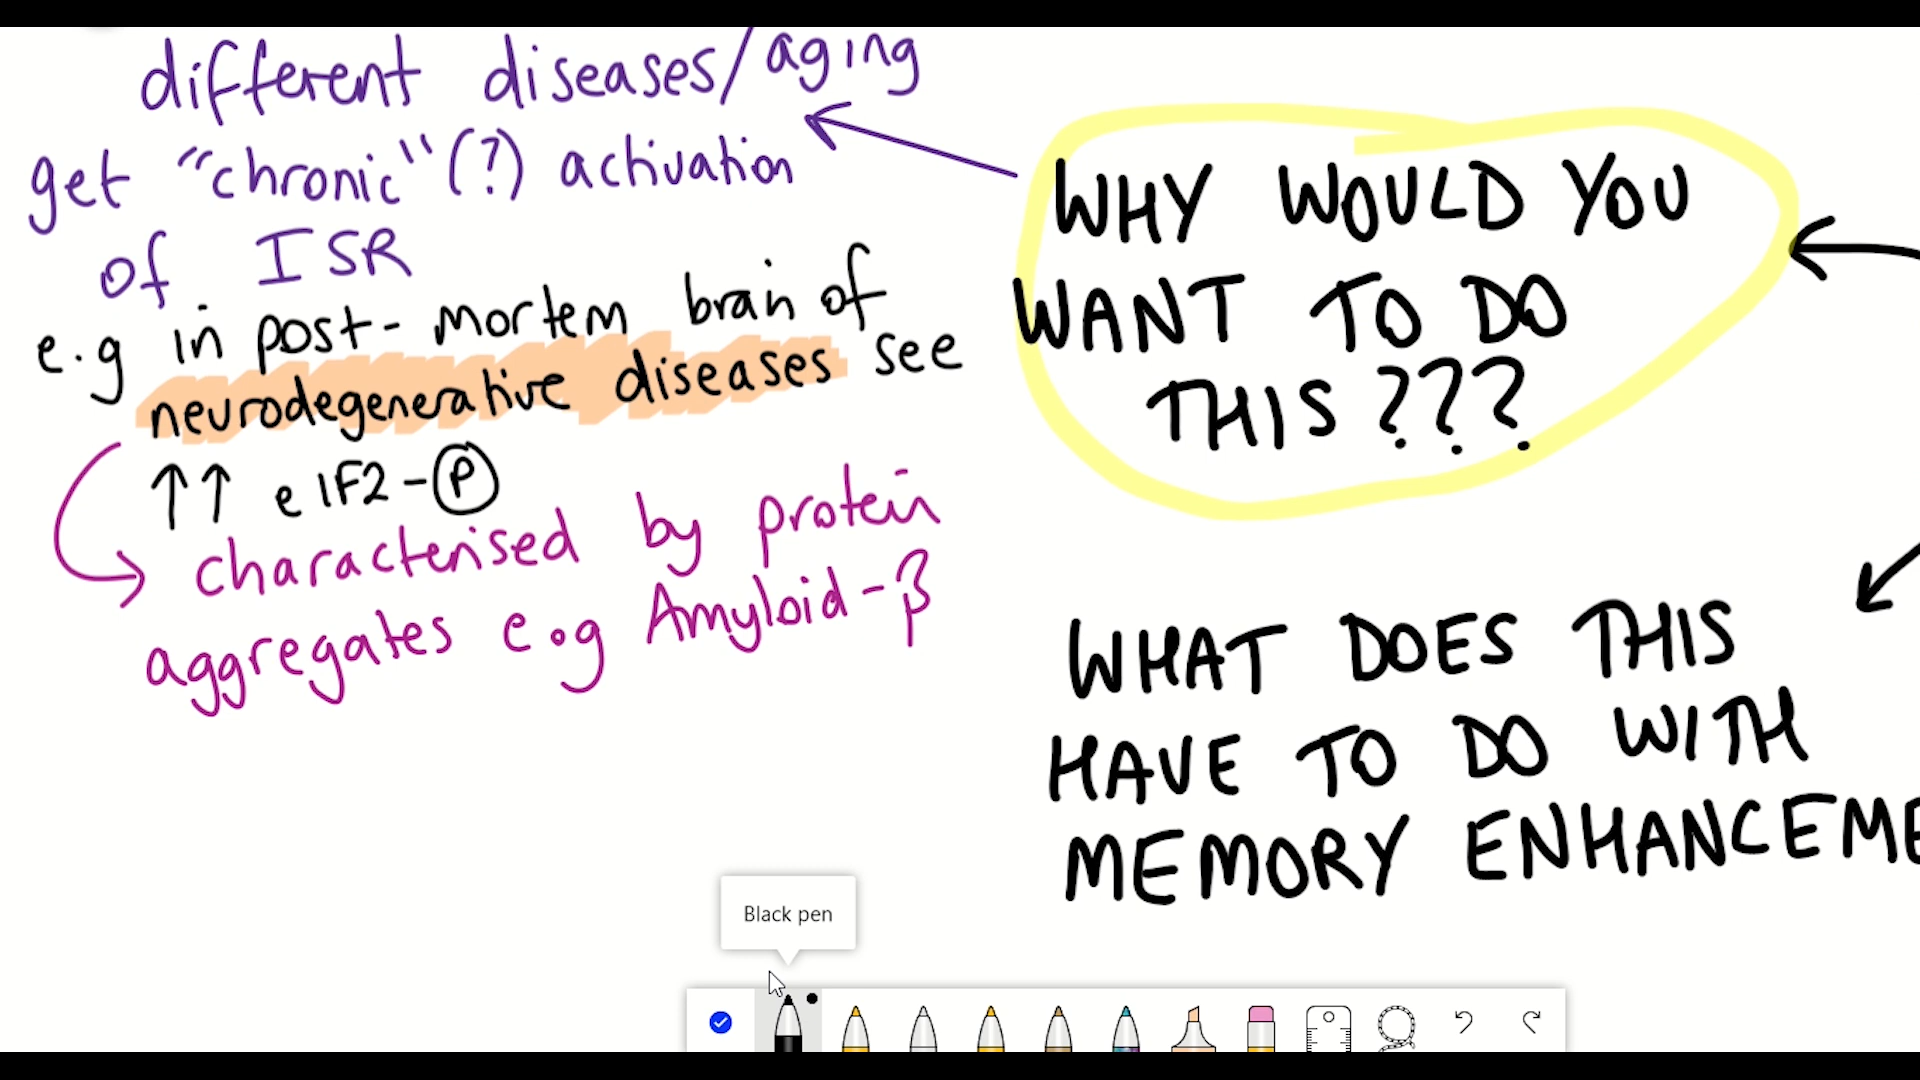 different diseases/aging
get "chronic" (?) activation
of ISR
e.g in post-mortem brain of
neurodegenerative diseases see
↑↑ eIF2-P
characterised by protein
aggregates e.g Amyloid-β
WHY WOULD YOU
WANT TO DO
THIS???
WHAT DOES THIS
HAVE TO DO WITH
MEMORY ENHANCEME
Black pen